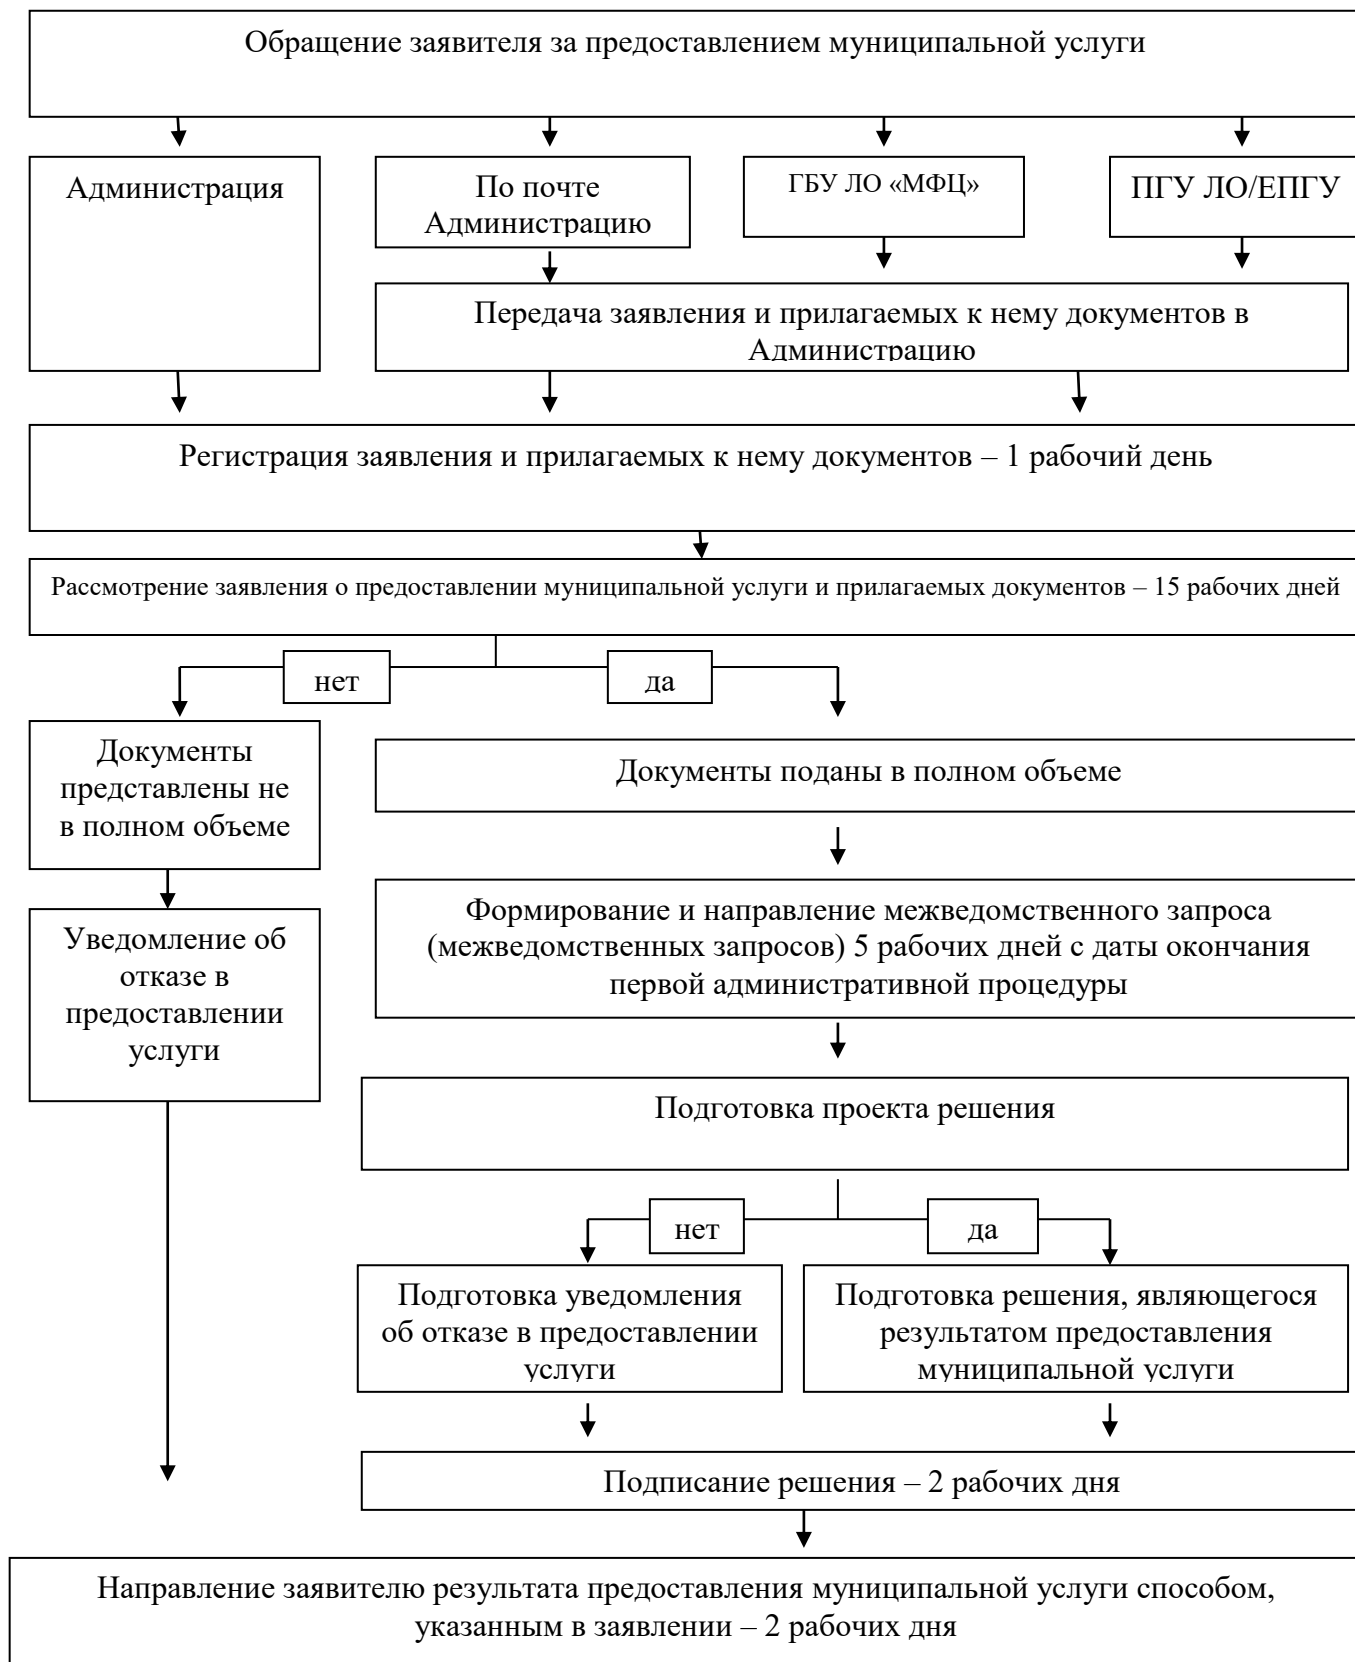 Обращение заявителя за предоставлением муниципальной услуги
Администрация
По почте
Администрацию
ГБУ ЛО «МФЦ»
ПГУ ЛО/ЕПГУ
Передача заявления и прилагаемых к нему документов в
Администрацию
Регистрация заявления и прилагаемых к нему документов – 1 рабочий день
Рассмотрение заявления о предоставлении муниципальной услуги и прилагаемых документов – 15 рабочих дней
нет
да
Документы
представлены не
в полном объеме
Документы поданы в полном объеме
Уведомление об
отказе в
предоставлении
услуги
Формирование и направление межведомственного запроса
(межведомственных запросов) 5 рабочих дней с даты окончания
первой административной процедуры
Подготовка проекта решения
нет
да
Подготовка уведомления
об отказе в предоставлении
услуги
Подготовка решения, являющегося
результатом предоставления
муниципальной услуги
Подписание решения – 2 рабочих дня
Направление заявителю результата предоставления муниципальной услуги способом,
указанным в заявлении – 2 рабочих дня